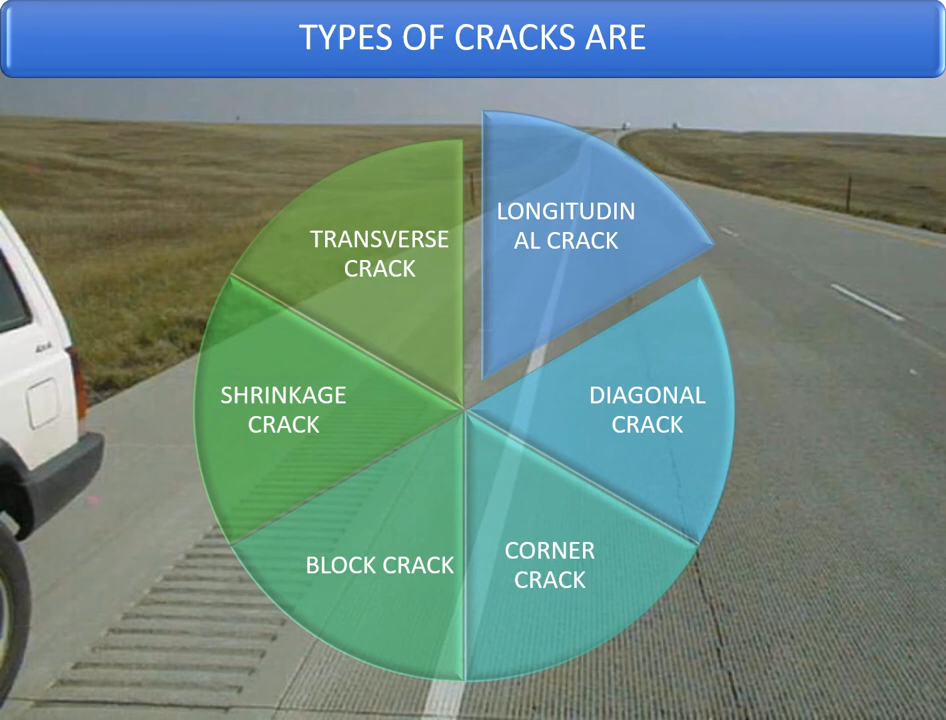 TYPES OF CRACKS ARE
LONGITUDIN
AL CRACK
TRANSVERSE
CRACK
SHRINKAGE
CRACK
DIAGONAL
CRACK
BLOCK CRACK
CORNER
CRACK